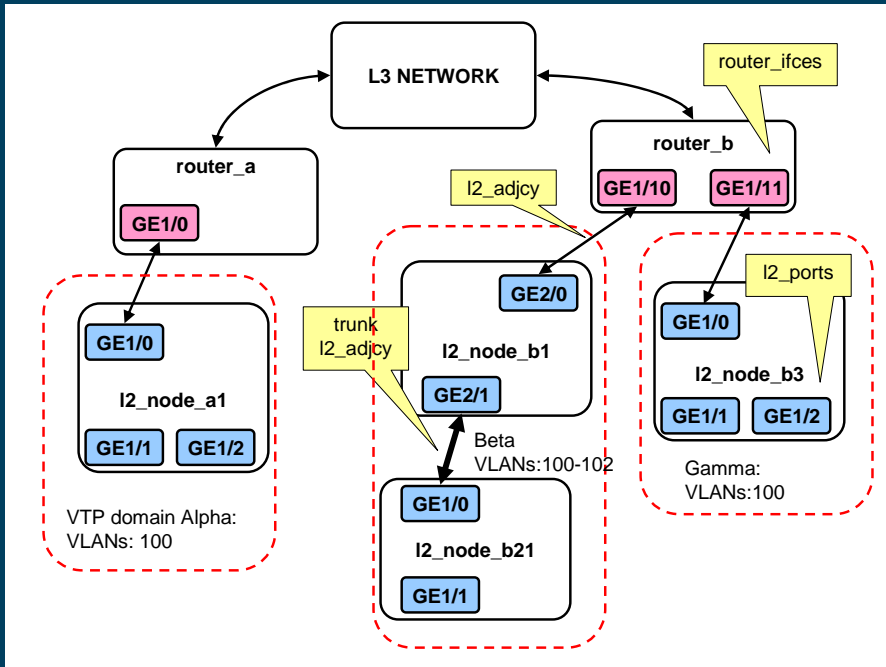 L3 NETWORK
router_ifces
router_a
GE1/0
router_b
GE1/10
GE1/11
l2_adjcy
GE1/0
l2_node_a1
GE1/1
GE1/2
VTP domain Alpha:
VLANs: 100
trunk
l2_adjcy
GE2/0
l2_node_b1
GE2/1
Beta
VLANs:100-102
GE1/0
l2_node_b21
GE1/1
l2_ports
GE1/0
l2_node_b3
GE1/1
GE1/2
Gamma:
VLANs:100